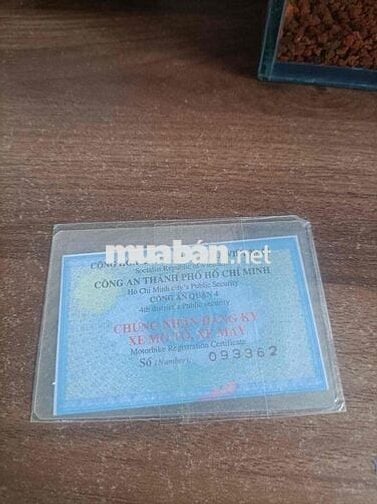 muabán.net
CỘNG HÒA
Socialist Republic of
CÔNG AN THÀNH PHỐ HỒ CHÍ MINH
Ho Chi Minh city's Public Security
CÔNG AN QUẬN 4
4th district's Public security
CHỨNG NHẬN ĐĂNG KÝ
XE MÔ TÔ, XE MÁY
Motorbike Registration Certificate
Số (Number): 093362